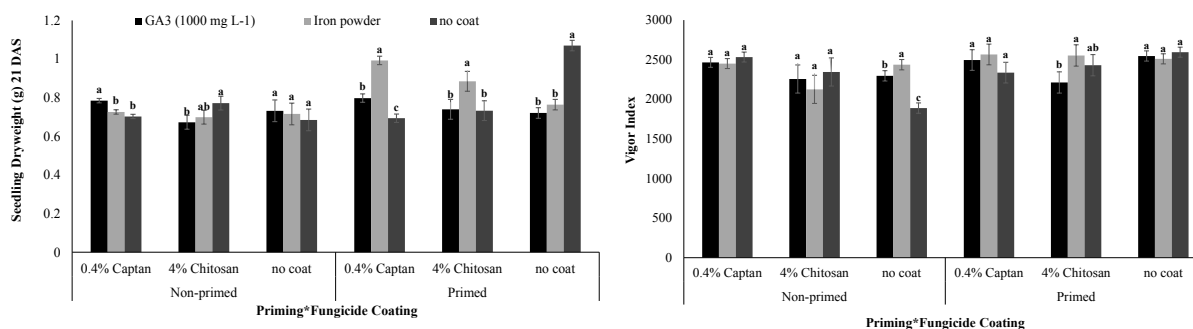 GA3 (1000 mg L-1) Iron powder no coat
Seedling Dryweight (g) 21 DAS
1.2
1
0.8
0.6
0.4
0.2
0
a b b b ab a a a a b a c b a b b b a
0.4% Captan 4% Chitosan no coat 0.4% Captan 4% Chitosan no coat
Non-primed Primed
Priming*Fungicide Coating
Vigor Index
3000
2500
2000
1500
1000
500
0
a a a a a a b a c a a a b a ab a a a
0.4% Captan 4% Chitosan no coat 0.4% Captan 4% Chitosan no coat
Non-primed Primed
Priming*Fungicide Coating